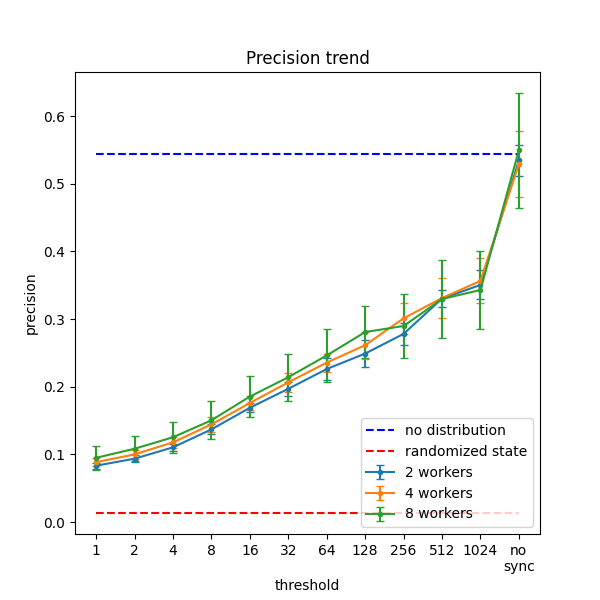 Precision trend
precision
0.6
0.5
0.4
0.3
0.2
0.1
0.0
no distribution
randomized state
2 workers
4 workers
8 workers
1 2 4 8 16 32 64 128 256 512 1024 no
sync
threshold